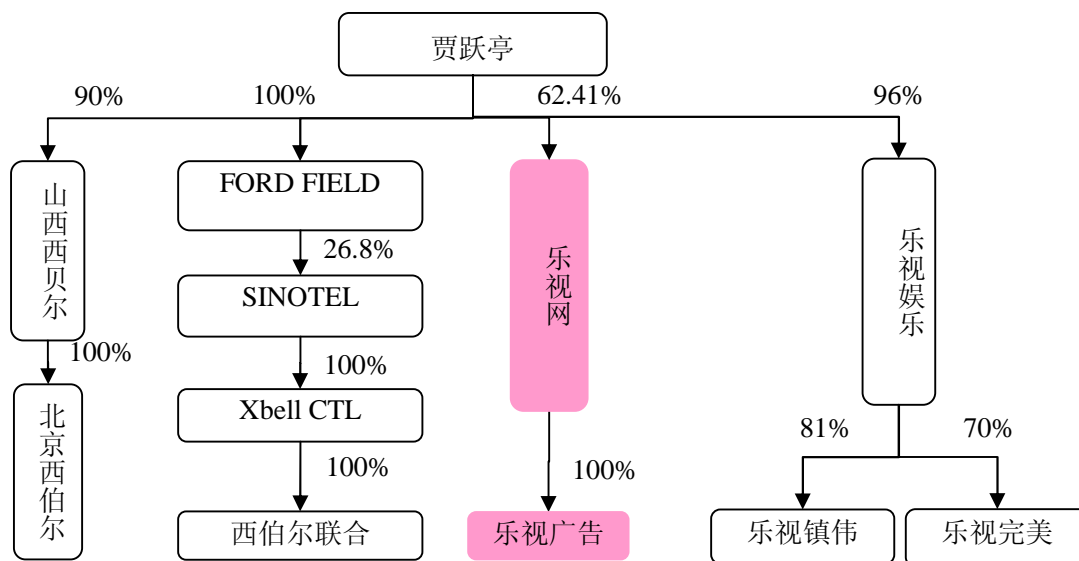 贾跃亭
90%
100%
62.41%
96%
山西西贝尔
FORD FIELD
乐视网
乐视娱乐
26.8%
SINOTEL
100%
100%
北京西伯尔
Xbell CTL
81%
70%
100%
100%
西伯尔联合
乐视广告
乐视镇伟
乐视完美